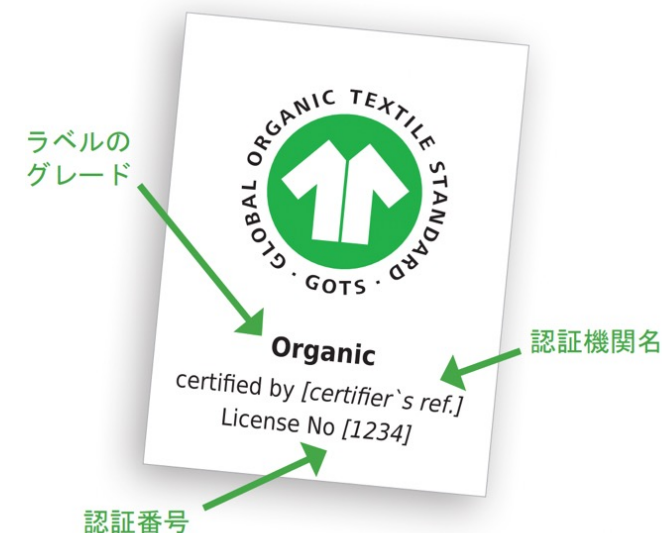 GLOBAL ORGANIC TEXTILE STANDARD
· GOTS ·
ラベルの
グレード
Organic
認証機関名
certified by [certifier`s ref.]
License No [1234]
認証番号